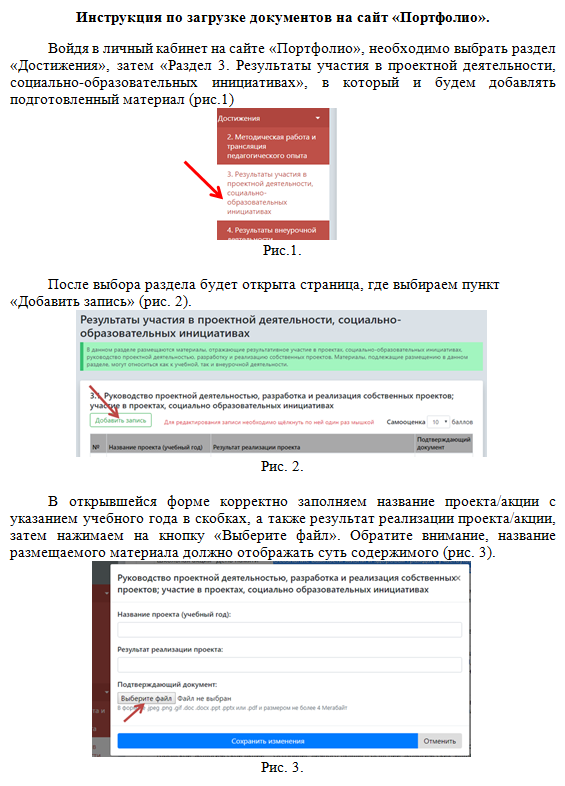 Инструкция по загрузке документов на сайт «Портфолио».
Войдя в личный кабинет на сайте «Портфолио», необходимо выбрать раздел
«Достижения», затем «Раздел 3. Результаты участия в проектной деятельности,
социально-образовательных инициативах», в который и будем добавлять
подготовленный материал (рис.1)
Достижения
2. Методическая работа и
трансляция
педагогического опыта
3. Результаты участия в
проектной деятельности,
социально-
образовательных
инициативах
4. Результаты внеурочной
деятельности
Рис.1.
После выбора раздела будет открыта страница, где выбираем пункт
«Добавить запись» (рис. 2).
Результаты участия в проектной деятельности, социально-
образовательных инициативах
В данном разделе размещаются материалы, отражающие результативное участие в проектах, социально-образовательных инициативах,
руководство проектной деятельностью, разработку и реализацию собственных проектов. Материалы, подлежащие размещению в данном
разделе, могут относиться как к учебной, так и внеурочной деятельности.
3.1. Руководство проектной деятельностью, разработка и реализация собственных проектов;
участие в проектах, социально образовательных инициативах
Добавить запись
Для редактирования записи необходимо щёлкнуть по ней один раз мышкой
Самооценка 10 баллов
№ Название проекта (учебный год) Результат реализации проекта Подтверждающий
документ
Рис. 2.
В открывшейся форме корректно заполняем название проекта/акции с
указанием учебного года в скобках, а также результат реализации проекта/акции,
затем нажимаем на кнопку «Выберите файл». Обратите внимание, название
размещаемого материала должно отображать суть содержимого (рис. 3).
Руководство проектной деятельностью, разработка и реализация собственных ×
проектов; участие в проектах, социально образовательных инициативах
Название проекта (учебный год):
Результат реализации проекта:
Подтверждающий документ:
Выберите файл Файл не выбран
В формате .jpeg .png .gif .doc .docx .ppt .pptx или .pdf и размером не более 4 Мегабайт
Сохранить изменения Отменить
Рис. 3.